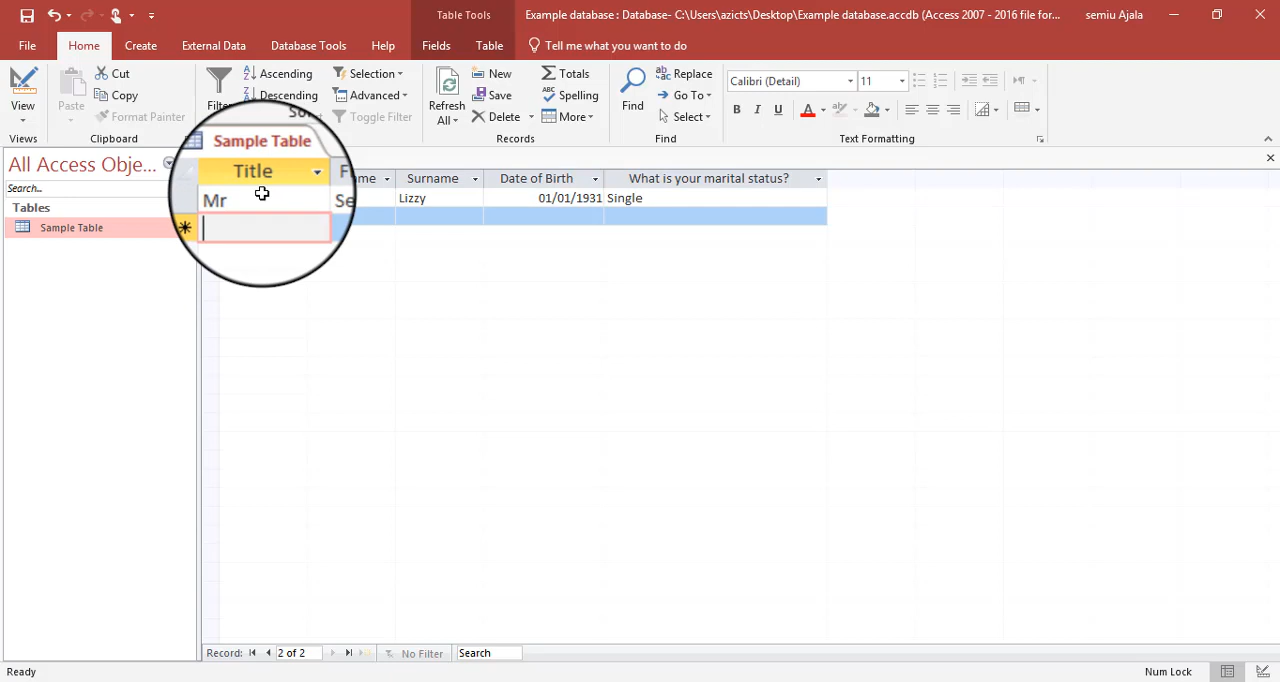 Table Tools
Example database : Database- C:\Users\azicts\Desktop\Example database.accdb (Access 2007 - 2016 file for...
semiu Ajala
File
Home
Create
External Data
Database Tools
Help
Fields
Table
Tell me what you want to do
View
Paste
Cut
Copy
Format Painter
Ascending
Descending
Selection
Advanced
Toggle Filter
Refresh
All
New
Save
Delete
Totals
Spelling
More
Find
Replace
Go To
Select
Calibri (Detail)
11
B
I
U
A
Views
Clipboard
Records
Find
Text Formatting
All Access Obje...
Search...
Tables
Sample Table
Sample Table
Title
Surname
Date of Birth
What is your marital status?
Mr
Se
Lizzy
01/01/1931
Single
Record:
2 of 2
No Filter
Search
Ready
Num Lock